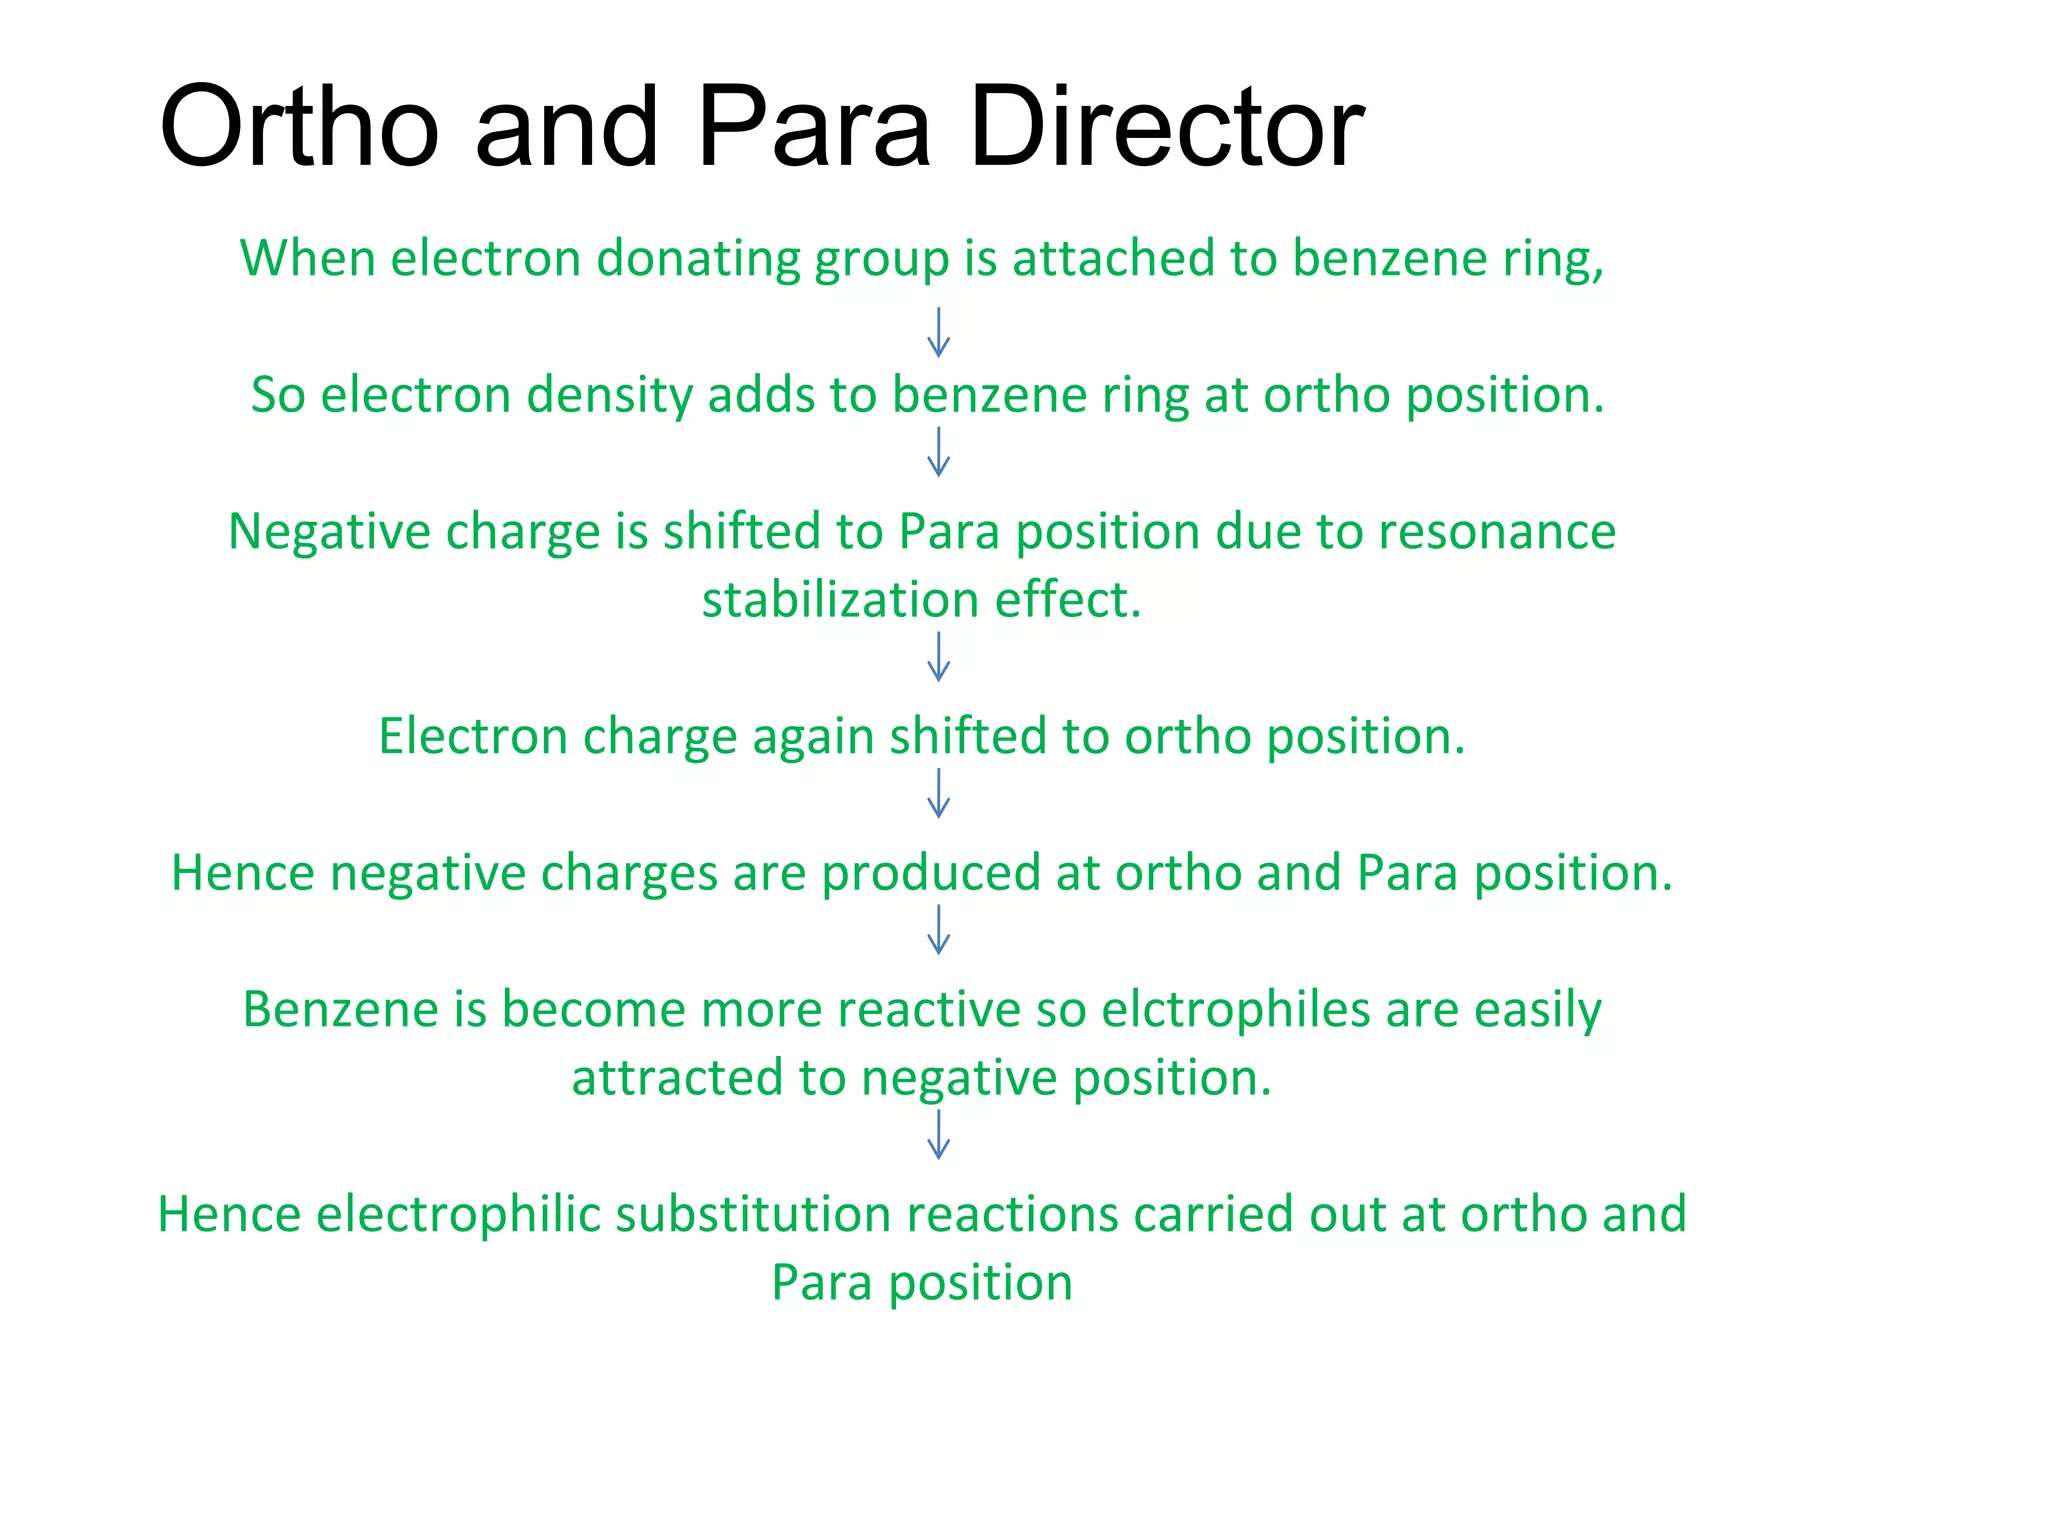 Ortho and Para Director
When electron donating group is attached to benzene ring,
So electron density adds to benzene ring at ortho position.
Negative charge is shifted to Para position due to resonance
stabilization effect.
Electron charge again shifted to ortho position.
Hence negative charges are produced at ortho and Para position.
Benzene is become more reactive so elctrophiles are easily
attracted to negative position.
Hence electrophilic substitution reactions carried out at ortho and
Para position